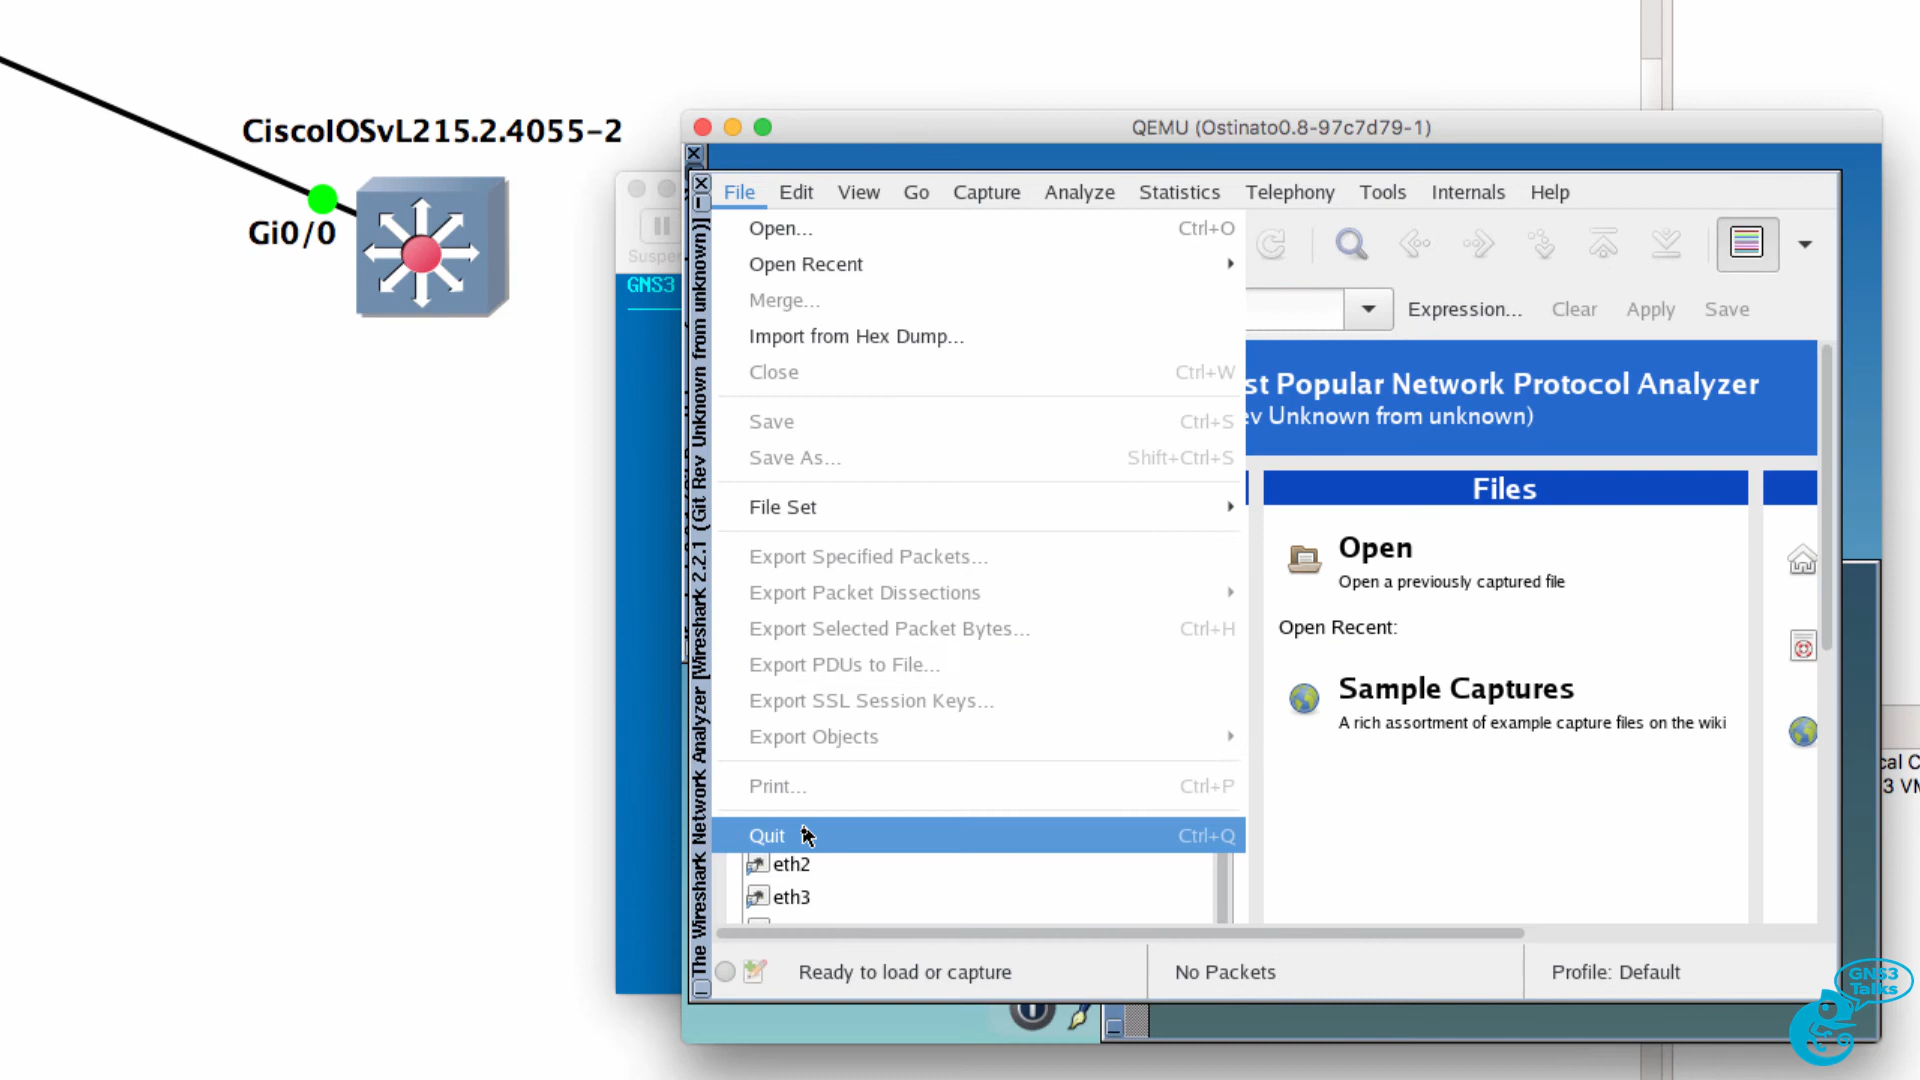 CiscoIOSvL215.2.4055-2
Gi0/0
QEMU (Ostinato0.8-97c7d79-1)
GNS3
File Edit View Go Capture Analyze Statistics Telephony Tools Internals Help
Open... Ctrl+O
Open Recent
Merge...
Import from Hex Dump...
Close Ctrl+W
Save Ctrl+S
Save As... Shift+Ctrl+S
File Set
Export Specified Packets...
Export Packet Dissections
Export Selected Packet Bytes... Ctrl+H
Export PDUs to File...
Export SSL Session Keys...
Export Objects
Print... Ctrl+P
Quit Ctrl+Q
eth2
eth3
Expression... Clear Apply Save
st Popular Network Protocol Analyzer
ev Unknown from unknown)
Files
Open
Open a previously captured file
Open Recent:
Sample Captures
A rich assortment of example capture files on the wiki
The Wireshark Network Analyzer [Wireshark 2.2.1 (Git Rev Unknown from unknown)]
Ready to load or capture No Packets Profile: Default
cal C
3 VM
GNS3
Talks